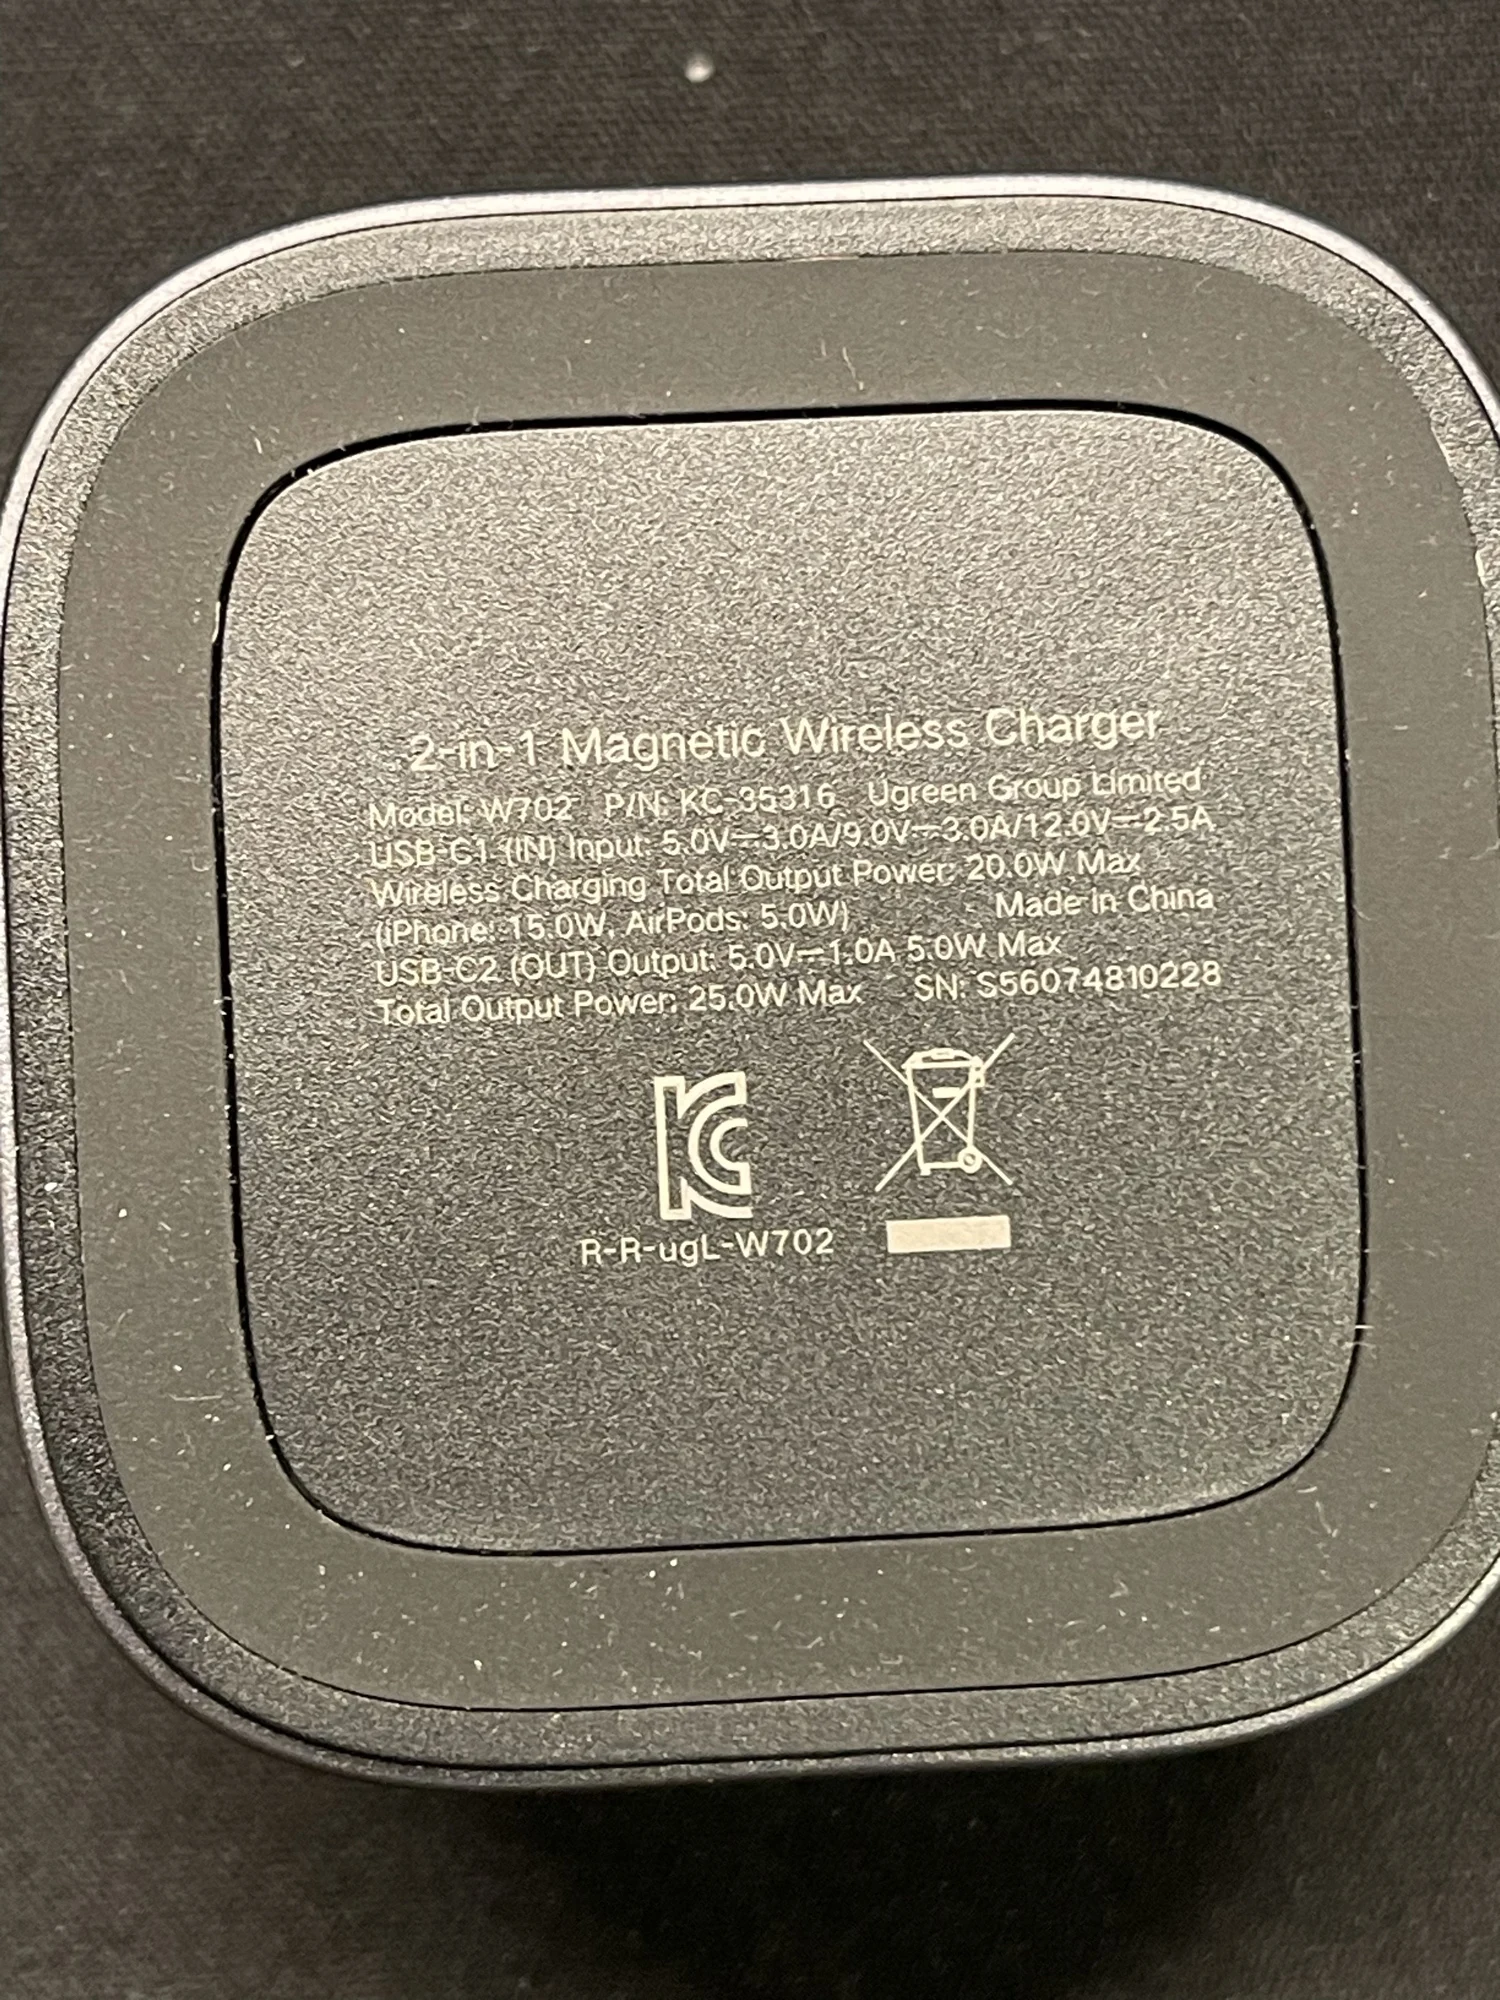 2-in-1 Magnetic Wireless Charger
Model: W702 P/N: KC-35316 Ugreen Group Limited
USB-C1 (IN) Input: 5.0V⎓3.0A/9.0V⎓3.0A/12.0V⎓2.5A
Wireless Charging Total Output Power: 20.0W Max
(iPhone: 15.0W, AirPods: 5.0W) Made in China
USB-C2 (OUT) Output: 5.0V⎓1.0A 5.0W Max
Total Output Power: 25.0W Max SN: S56074810228
KC
R-R-ugL-W702